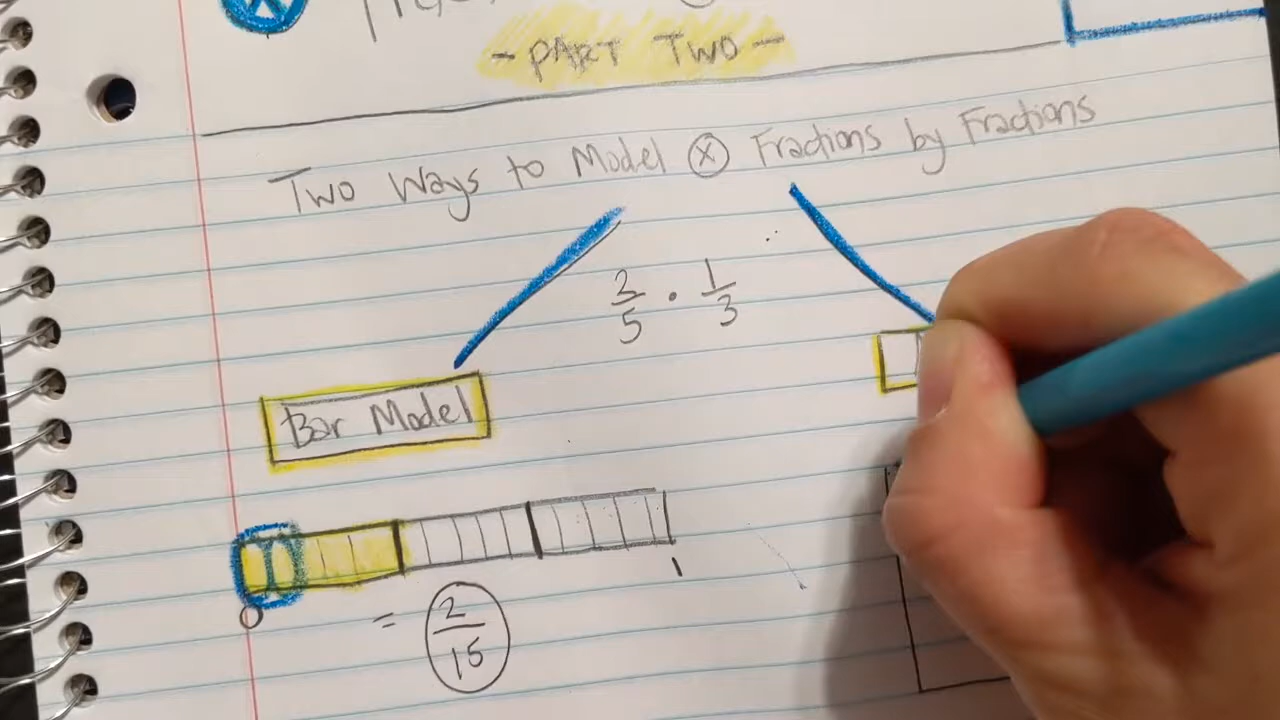 - PART TWO -
Two Ways to Model ⓧ Fractions by Fractions
2/5 · 1/3
Bar Model
0 1
= 2/15